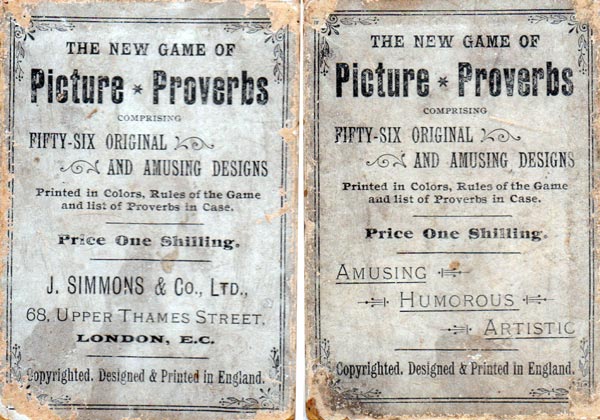 THE NEW GAME OF
Picture * Proverbs
COMPRISING
FIFTY-SIX ORIGINAL
AND AMUSING DESIGNS
Printed in Colors, Rules of the Game
and list of Proverbs in Case.
Price One Shilling.
J. SIMMONS & Co., LTD.,
68, UPPER THAMES STREET,
LONDON, E.C.
Copyrighted. Designed & Printed in England.
THE NEW GAME OF
Picture * Proverbs
COMPRISING
FIFTY-SIX ORIGINAL
AND AMUSING DESIGNS
Printed in Colors, Rules of the Game
and list of Proverbs in Case.
Price One Shilling.
AMUSING
HUMOROUS
ARTISTIC
Copyrighted. Designed & Printed in England.